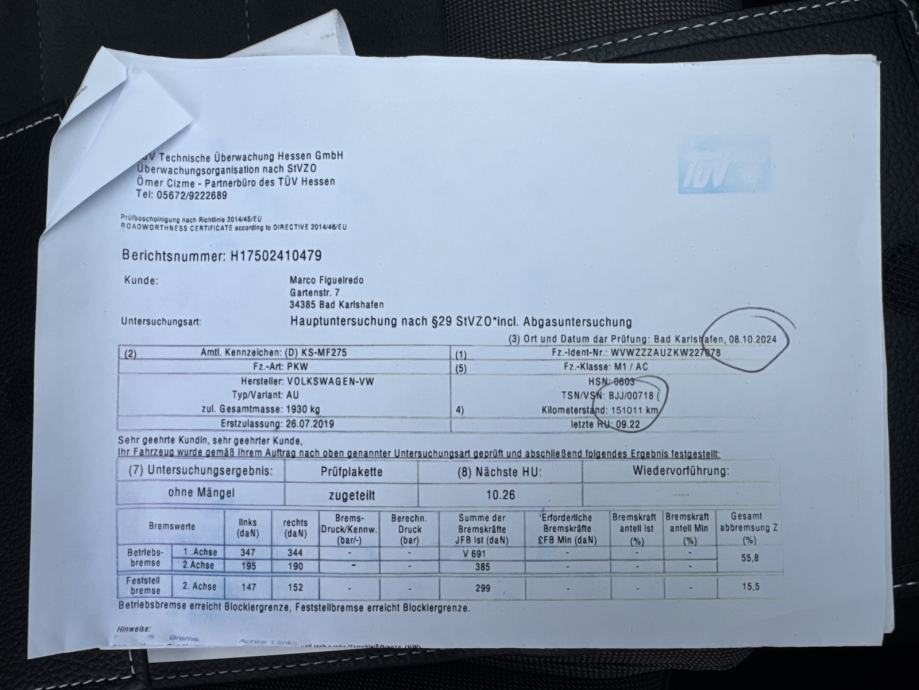 ÜV Technische Überwachung Hessen GmbH
Überwachungsorganisation nach StVZO
Ömer Cizme - Partnerbüro des TÜV Hessen
Tel: 05672/9222689
TÜV
Prüfbescheinigung nach Richtlinie 2014/45/EU
ROADWORTHNESS CERTIFICATE according to DIRECTIVE 2014/46/EU
Berichtsnummer: H17502410479
Kunde: Marco Figueiredo
Gartenstr. 7
34385 Bad Karlshafen
Untersuchungsart: Hauptuntersuchung nach §29 StVZO*incl. Abgasuntersuchung
(3) Ort und Datum der Prüfung: Bad Karlshafen, 08.10.2024
(2) Amtl. Kennzeichen: (D) KS-MF275 (1) Fz.-Ident-Nr.: WVWZZZAUZKW227078
Fz.-Art: PKW (5) Fz.-Klasse: M1 / AC
Hersteller: VOLKSWAGEN-VW HSN: 0603
Typ/Variant: AU TSN/VSN: BJJ/00718 (
zul. Gesamtmasse: 1930 kg 4) Kilometerstand: 151011 km
Erstzulassung: 26.07.2019 letzte HU: 09.22
Sehr geehrte Kundin, sehr geehrter Kunde,
Ihr Fahrzeug wurde gemäß Ihrem Auftrag nach oben genannter Untersuchungsart geprüft und abschließend folgendes Ergebnis festgestellt:
(7) Untersuchungsergebnis: Prüfplakette (8) Nächste HU: Wiedervorführung:
ohne Mängel zugeteilt 10.26 ----
Bremswerte links (daN) rechts (daN) Brems-Druck/Kennw. (bar/-) Berechn. Druck (bar) Summe der Bremskräfte JFB ist (daN) Erforderliche Bremskräfte £FB Min (daN) Bremskraft anteil ist (%) Bremskraft anteil Min (%) Gesamt abbremsung Z (%)
Betriebs-bremse 1.Achse 347 344 - - V 691 - - - 55,8
2.Achse 195 190 - - 385 - - -
Feststell bremse 2. Achse 147 152 - - 299 - - - 15,5
Betriebsbremse erreicht Blockiergrenze, Feststellbremse erreicht Blockiergrenze.
Hinweise:
Brems Achse 1 links